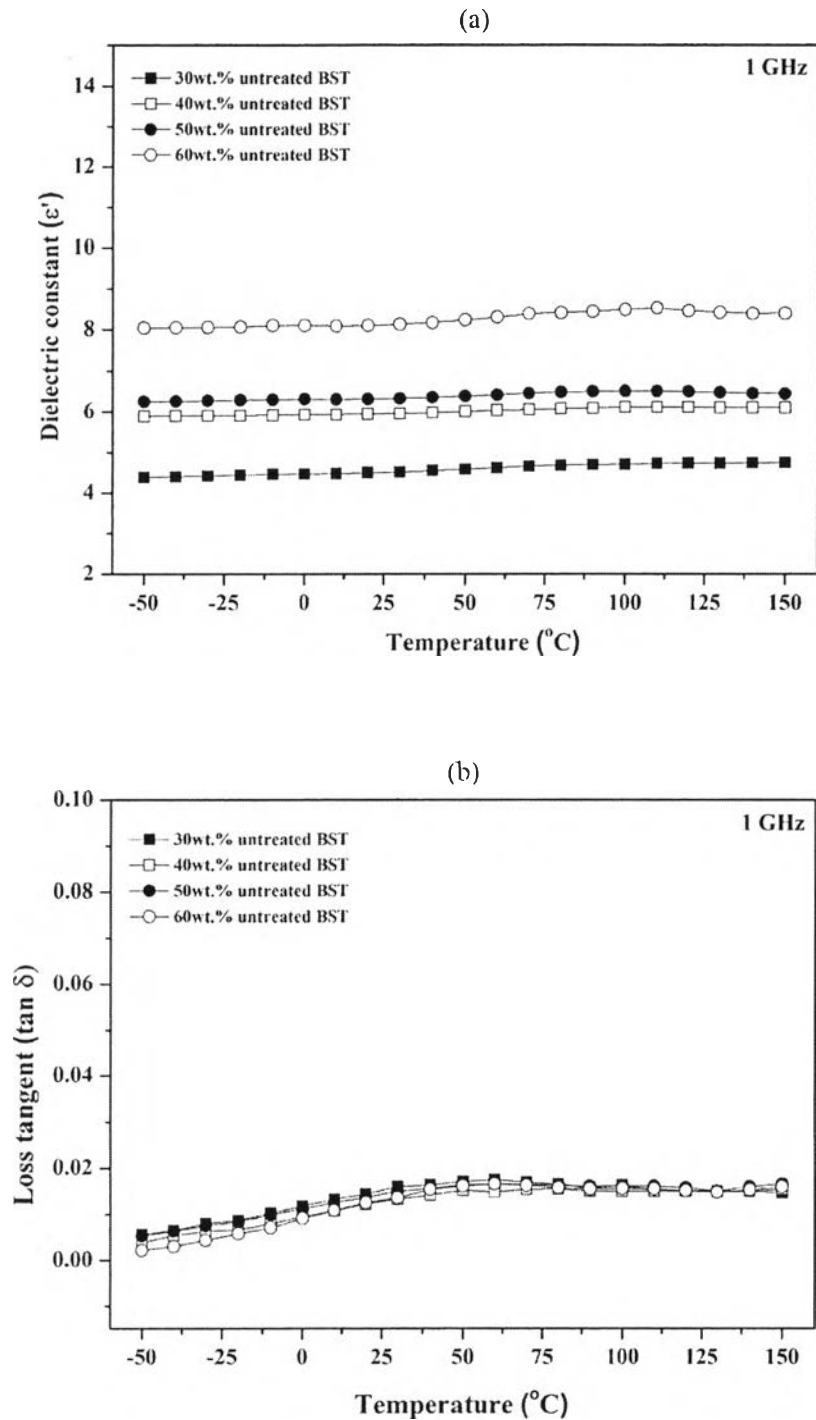 (a)
1 GHz
30wt.% untreated BST
40wt.% untreated BST
50wt.% untreated BST
60wt.% untreated BST
Dielectric constant (ε')
14
12
10
8
6
4
2
-50 -25 0 25 50 75 100 125 150
Temperature (°C)
(b)
1 GHz
30wt.% untreated BST
40wt.% untreated BST
50wt.% untreated BST
60wt.% untreated BST
Loss tangent (tan δ)
0.10
0.08
0.06
0.04
0.02
0.00
-50 -25 0 25 50 75 100 125 150
Temperature (°C)